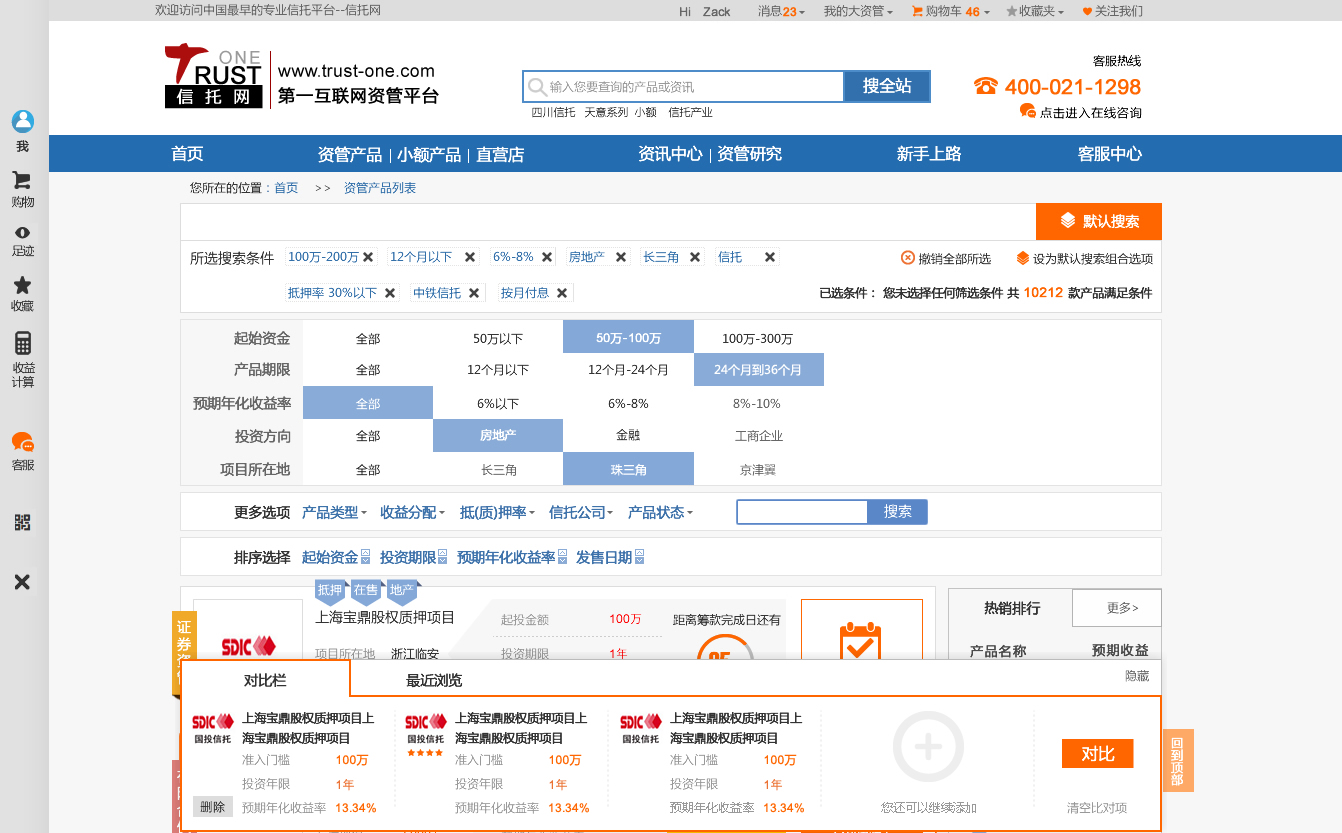 欢迎访问中国最早的专业信托平台--信托网
Hi Zack 消息23 我的大资管 购物车 46 收藏夹 关注我们
ONE
TRUST
信托网
www.trust-one.com
第一互联网资管平台
输入您要查询的产品或资讯 搜全站
四川信托 天意系列 小额 信托产业
客服热线
400-021-1298
点击进入在线咨询
我
购物
足迹
收藏
收益
计算
客服
首页 资管产品 | 小额产品 | 直营店 资讯中心 | 资管研究 新手上路 客服中心
您所在的位置：首页 >> 资管产品列表
默认搜索
所选搜索条件 100万-200万 12个月以下 6%-8% 房地产 长三角 信托 撤销全部所选 设为默认搜索组合选项
抵押率 30%以下 中铁信托 按月付息 已选条件： 您未选择任何筛选条件 共 10212 款产品满足条件
起始资金 全部 50万以下 50万-100万 100万-300万
产品期限 全部 12个月以下 12个月-24个月 24个月到36个月
预期年化收益率 全部 6%以下 6%-8% 8%-10%
投资方向 全部 房地产 金融 工商企业
项目所在地 全部 长三角 珠三角 京津翼
更多选项 产品类型 收益分配 抵(质)押率 信托公司 产品状态 搜索
排序选择 起始资金 投资期限 预期年化收益率 发售日期
抵押 在售 地产
证券资
SDIC
上海宝鼎股权质押项目
项目所在地 浙江临安
起投金额 100万
投资期限 1年
距离筹款完成日还有
热销排行 更多>
产品名称 预期收益
对比栏 最近浏览 隐藏
SDIC
国投信托
上海宝鼎股权质押项目上
海宝鼎股权质押项目
准入门槛 100万
投资年限 1年
预期年化收益率 13.34%
删除
SDIC
国投信托
上海宝鼎股权质押项目上
海宝鼎股权质押项目
准入门槛 100万
投资年限 1年
预期年化收益率 13.34%
SDIC
国投信托
上海宝鼎股权质押项目上
海宝鼎股权质押项目
准入门槛 100万
投资年限 1年
预期年化收益率 13.34%
您还可以继续添加
对比
清空比对项
回到顶部